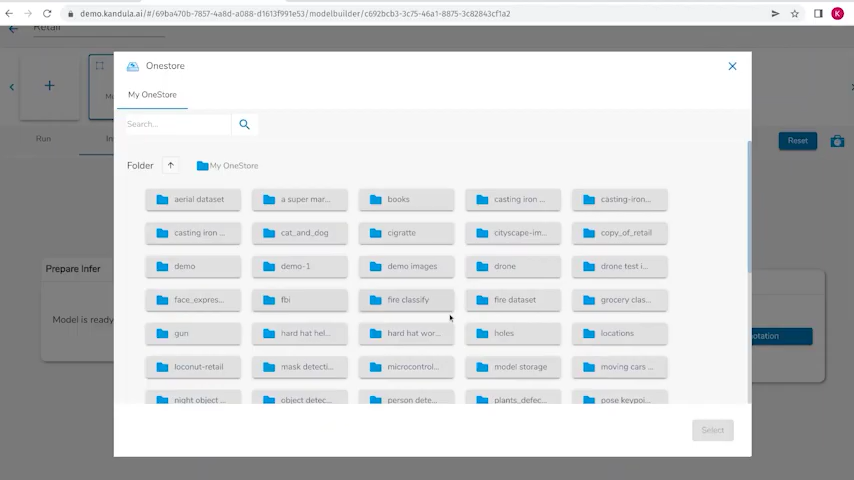 demo.kandula.ai/#/69ba470b-7857-4a8d-a088-d1613f991e53/modelbuilder/c692bcb3-3c75-46a1-8875-3c82843cf1a2
K
Retail
Onestore
My OneStore
Search...
Run
In
Reset
Folder
My OneStore
aerial dataset
a super mar...
books
casting iron ...
casting-iron...
casting iron ...
cat_and_dog
cigratte
cityscape-im...
copy_of_retail
Prepare Infer
demo
demo-1
demo images
drone
drone test i...
face_expres...
fbi
fire classify
fire dataset
grocery clas...
Model is ready
gun
hard hat hel...
hard hat wor...
holes
locations
otation
loconut-retail
mask detecti...
microcontrol...
model storage
moving cars ...
night object ...
object detec...
person dete...
plants_defec...
pose keypoi...
Select